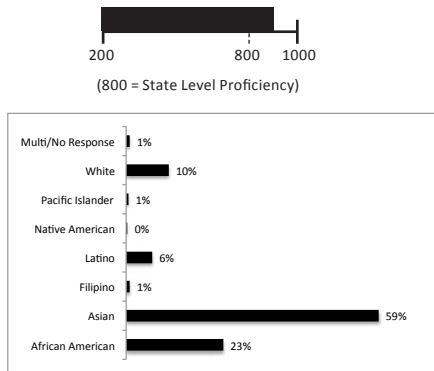 200 800 1000
(800 = State Level Proficiency)
Multi/No Response 1%
White 10%
Pacific Islander 1%
Native American 0%
Latino 6%
Filipino 1%
Asian 59%
African American 23%